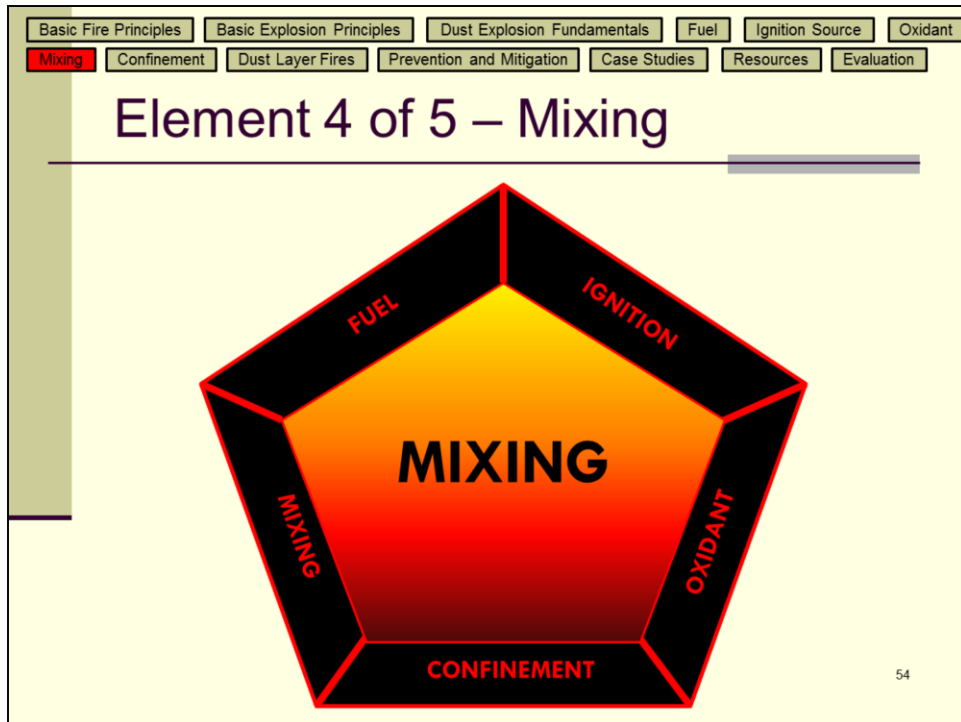 Basic Fire Principles Basic Explosion Principles Dust Explosion Fundamentals Fuel Ignition Source Oxidant
Mixing Confinement Dust Layer Fires Prevention and Mitigation Case Studies Resources Evaluation
Element 4 of 5 – Mixing
FUEL
IGNITION
MIXING
MIXING
OXIDANT
CONFINEMENT
54